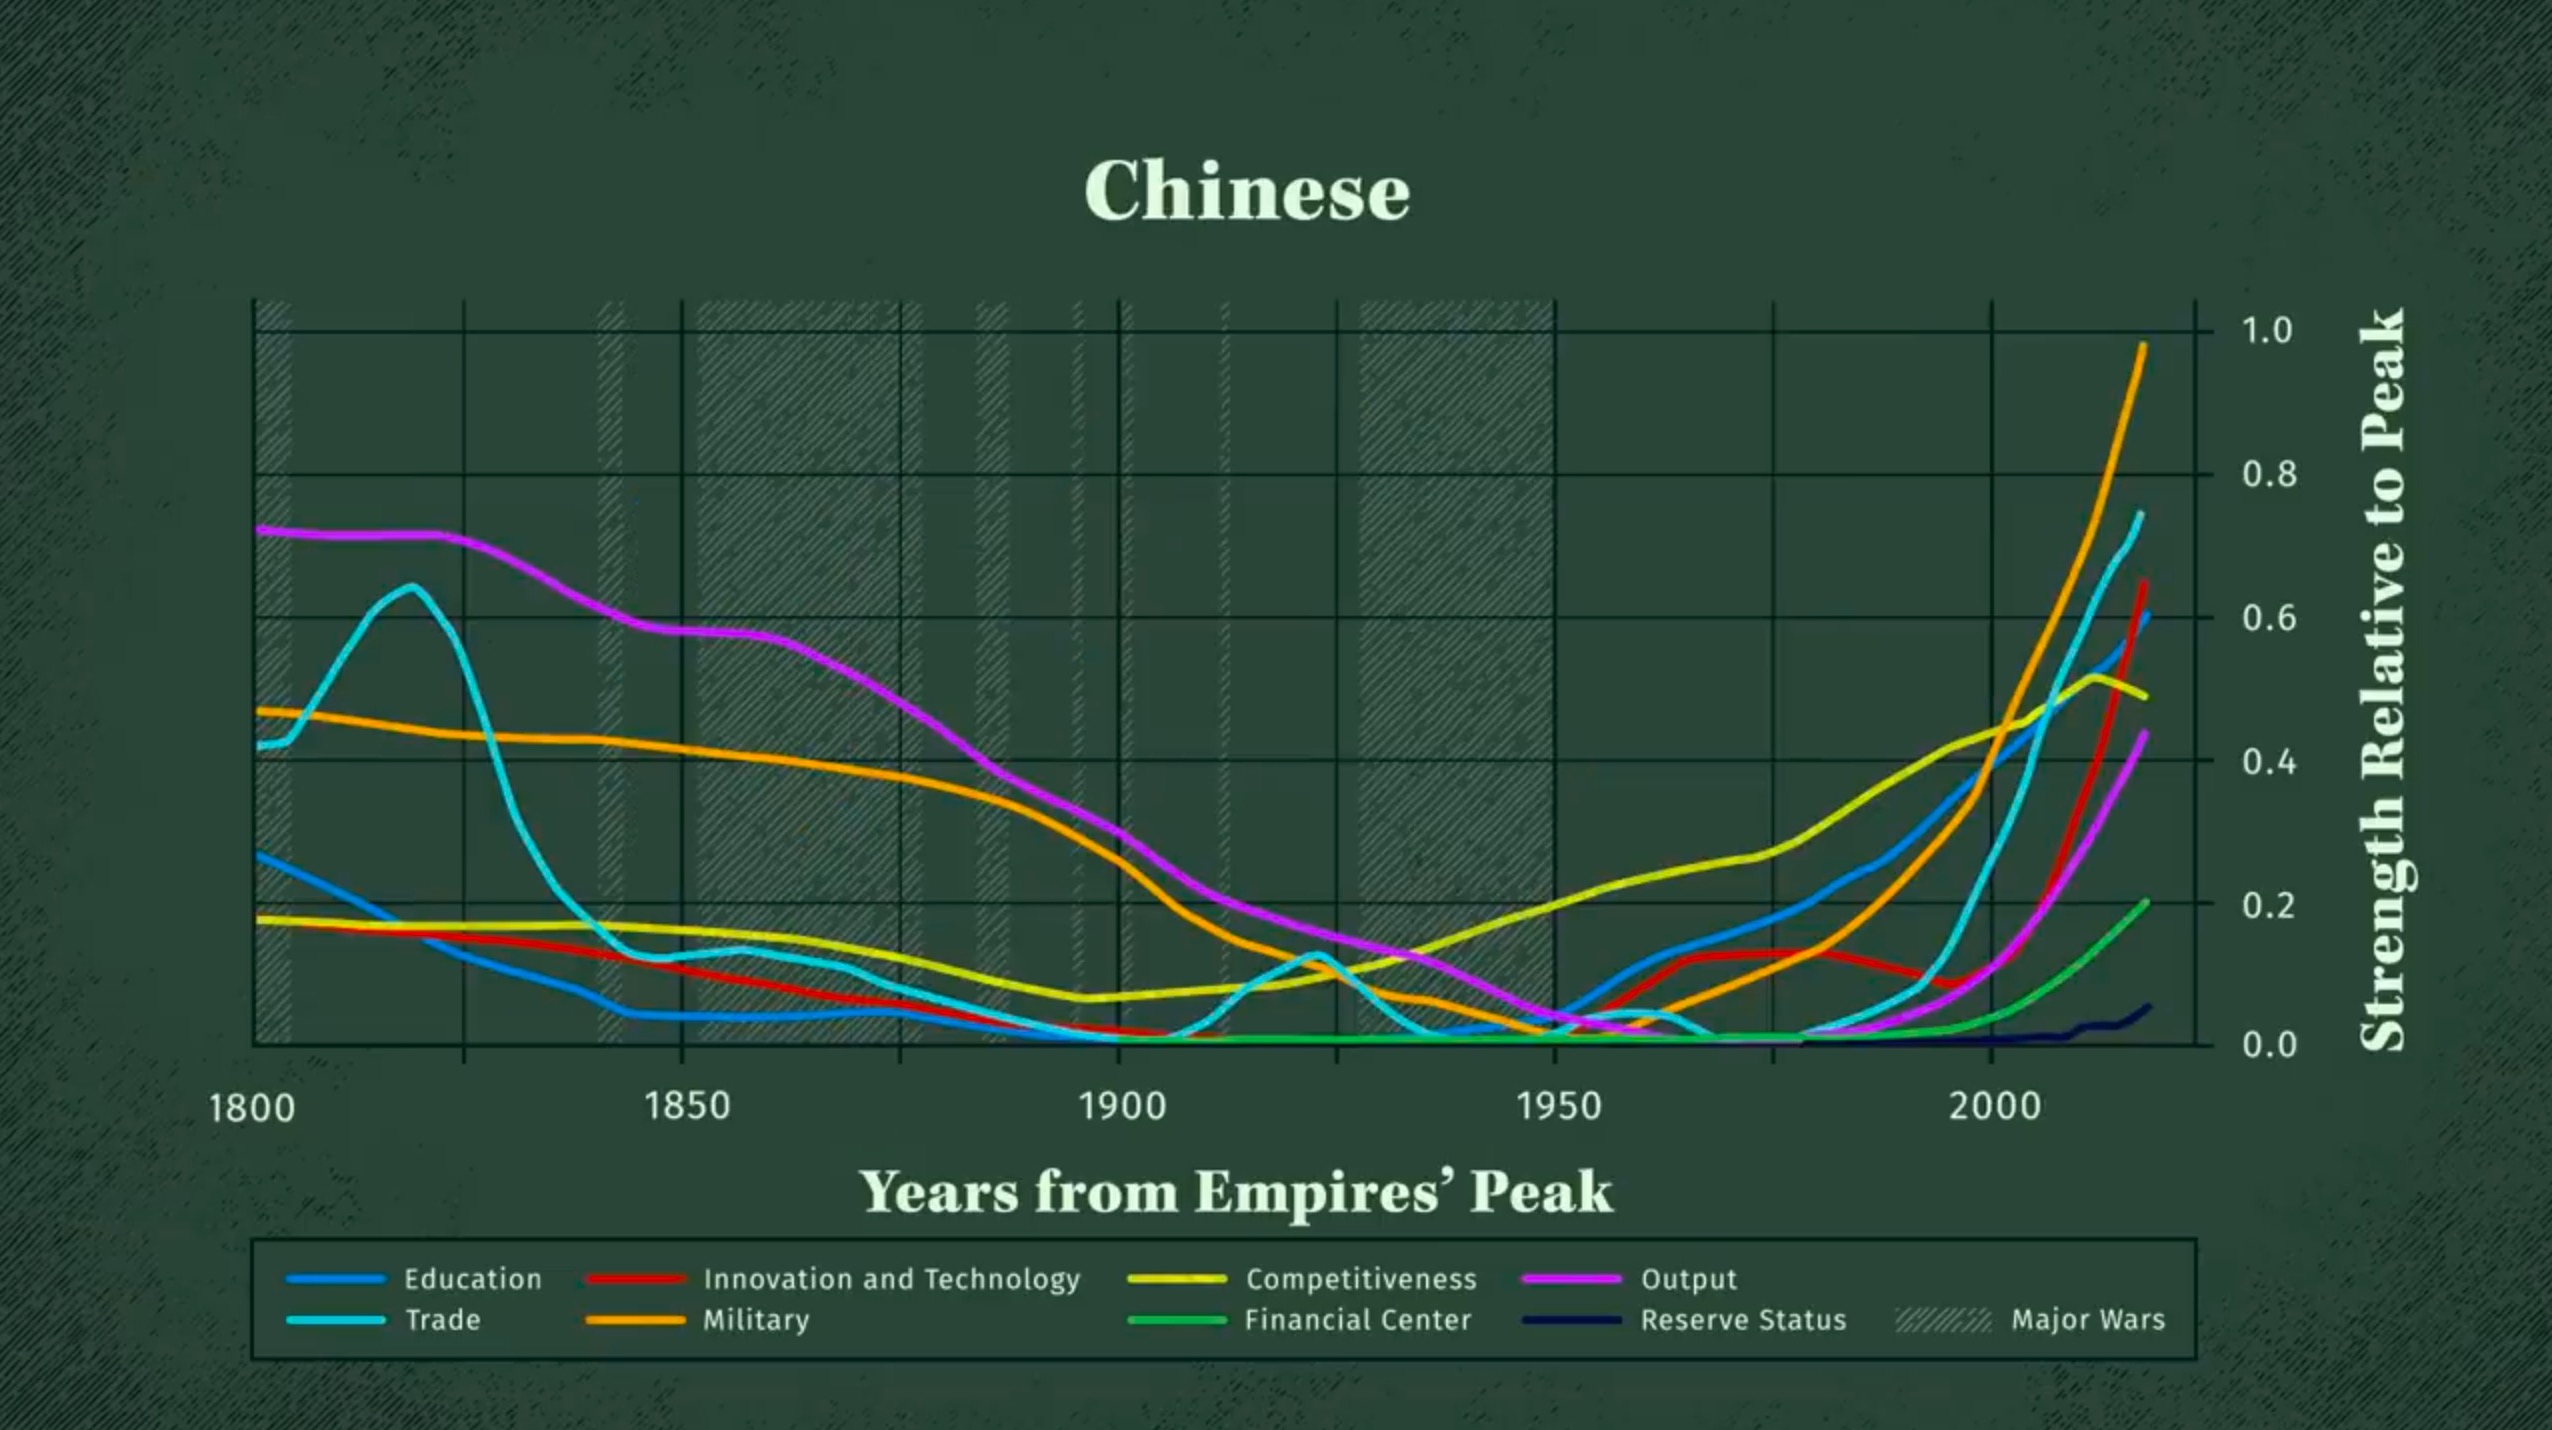 Chinese
1.0
0.8
0.6
0.4
0.2
0.0
Strength Relative to Peak
1800 1850 1900 1950 2000
Years from Empires’ Peak
Education Innovation and Technology Competitiveness Output
Trade Military Financial Center Reserve Status Major Wars